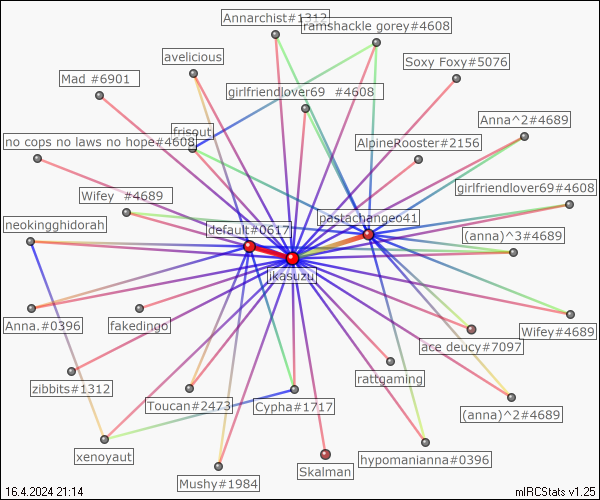 Annarchist#1312
ramshackle gorey#4608
avelicious
Soxy Foxy#5076
Mad #6901
girlfriendlover69 #4608
Anna^2#4689
frisout
no cops no laws no hope#4608
AlpineRooster#2156
Wifey #4689
girlfriendlover69#4608
pastachangeo41
neokingghidorah
default#0617
(anna)^3#4689
jkasuzu
Anna.#0396
fakedingo
Wifey#4689
ace deucy#7097
rattgaming
zibbits#1312
Toucan#2473
Cypha#1717
(anna)^2#4689
xenoyaut
hypomanianna#0396
Skalman
Mushy#1984
16.4.2024 21:14
mIRCStats v1.25